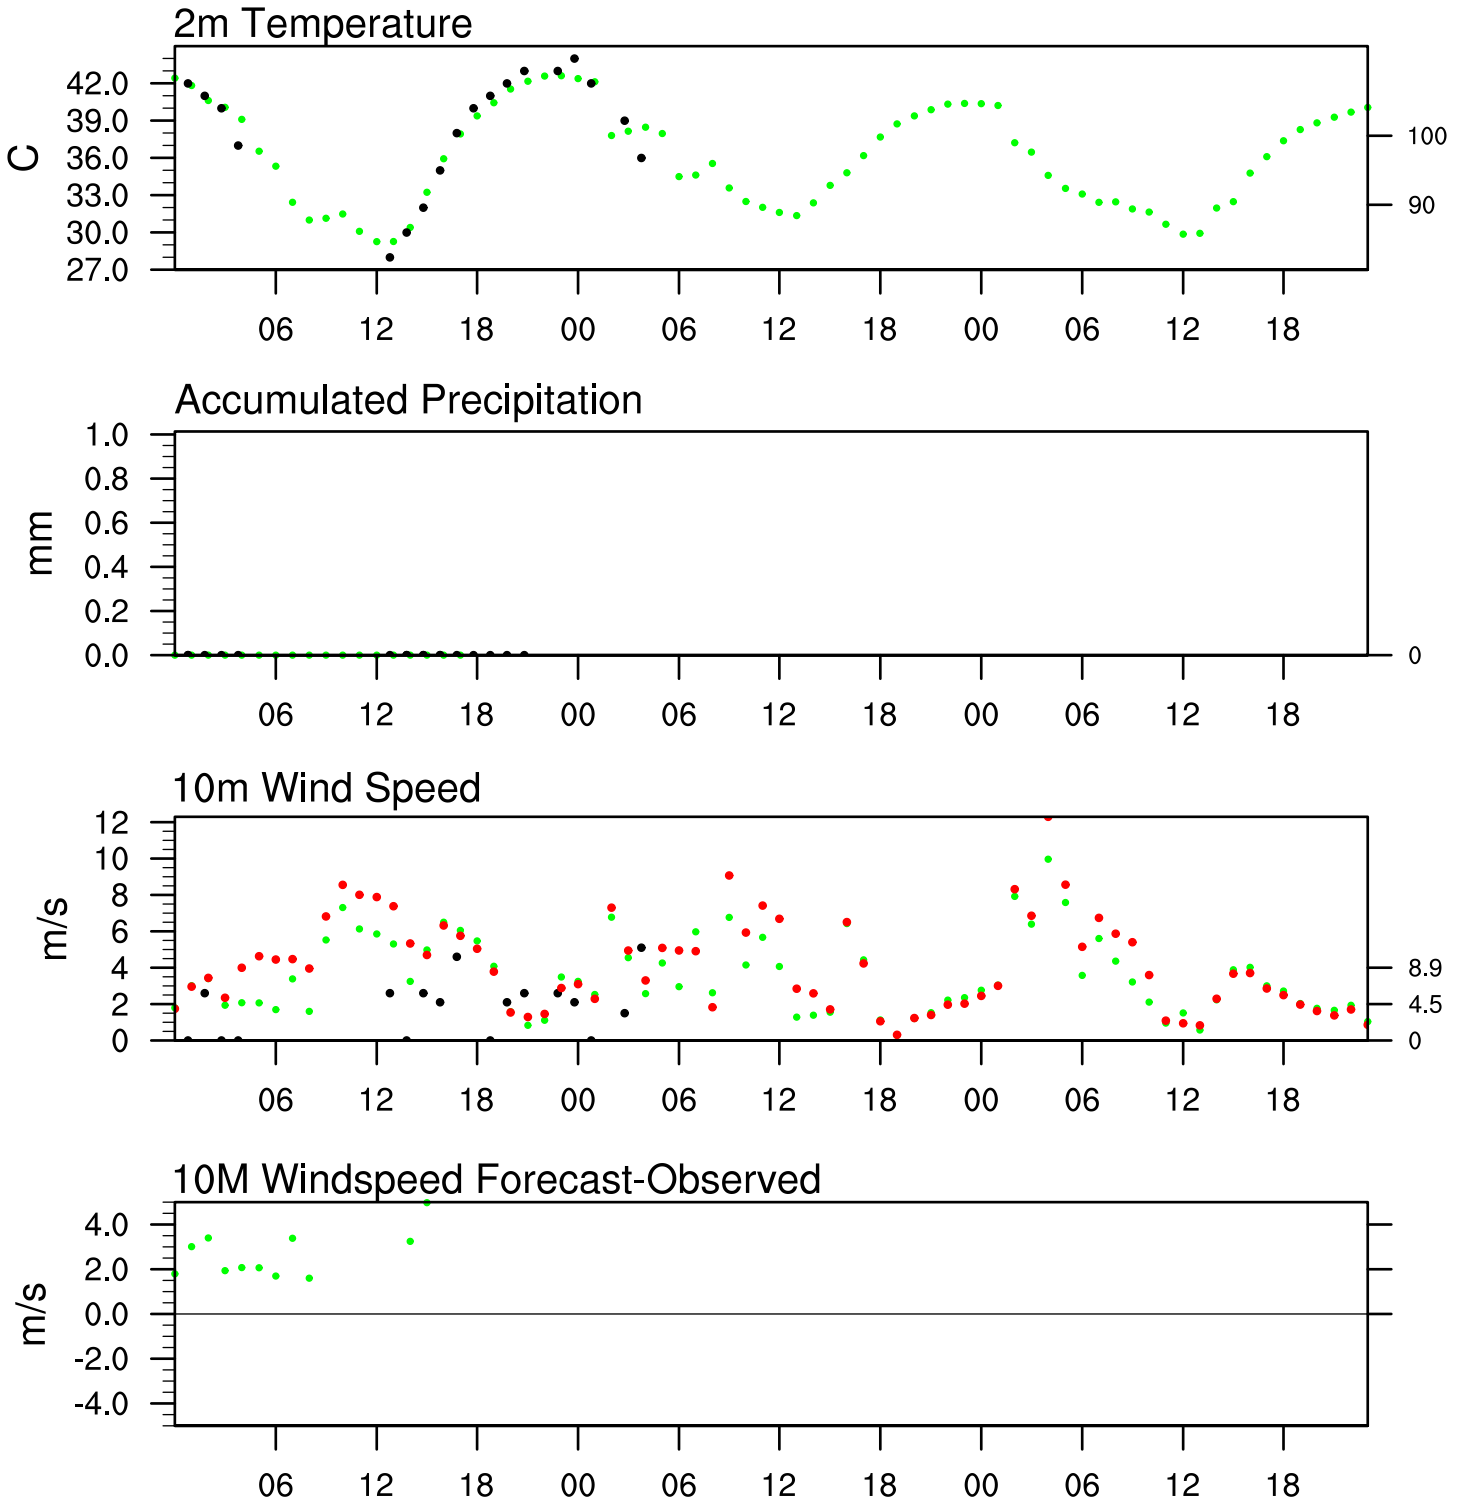 2m Temperature
42.0
39.0
36.0
33.0
30.0
27.0
C
100
90
06 12 18 00 06 12 18 00 06 12 18
Accumulated Precipitation
1.0
0.8
0.6
0.4
0.2
0.0
mm
0
06 12 18 00 06 12 18 00 06 12 18
10m Wind Speed
12
10
8
6
4
2
0
m/s
8.9
4.5
0
06 12 18 00 06 12 18 00 06 12 18
10M Windspeed Forecast-Observed
4.0
2.0
0.0
-2.0
-4.0
m/s
06 12 18 00 06 12 18 00 06 12 18